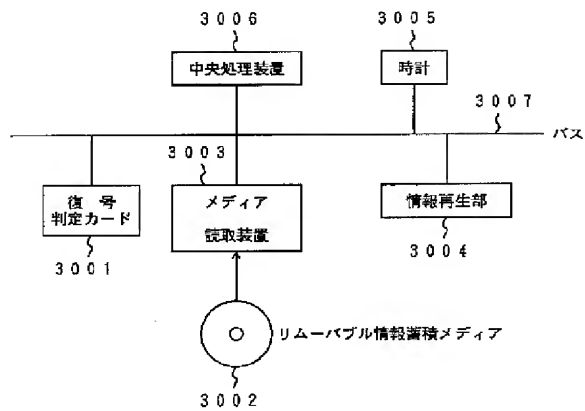 3006
3005
中央処理装置
時計
3007
バス
3003
復号
判定カード
メディア
読取装置
情報再生部
3001
3004
リムーバブル情報蓄積メディア
3002